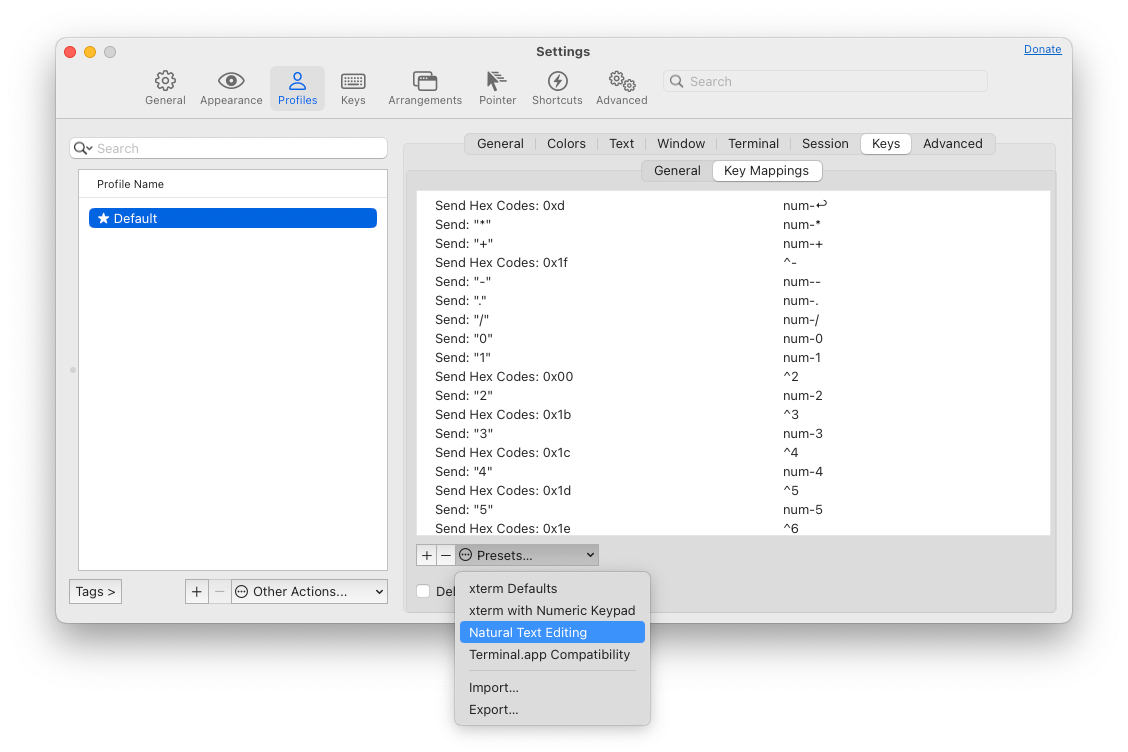 Settings
Donate
General Appearance Profiles Keys Arrangements Pointer Shortcuts Advanced Search
Search
Profile Name
Default
Tags >
+ − Other Actions...
General Colors Text Window Terminal Session Keys Advanced
General Key Mappings
Send Hex Codes: 0xd num-↩
Send: "*" num-*
Send: "+" num-+
Send Hex Codes: 0x1f ^-
Send: "-" num--
Send: "." num-.
Send: "/" num-/
Send: "0" num-0
Send: "1" num-1
Send Hex Codes: 0x00 ^2
Send: "2" num-2
Send Hex Codes: 0x1b ^3
Send: "3" num-3
Send Hex Codes: 0x1c ^4
Send: "4" num-4
Send Hex Codes: 0x1d ^5
Send: "5" num-5
Send Hex Codes: 0x1e ^6
+ − Presets...
xterm Defaults
xterm with Numeric Keypad
Natural Text Editing
Terminal.app Compatibility
Import...
Export...